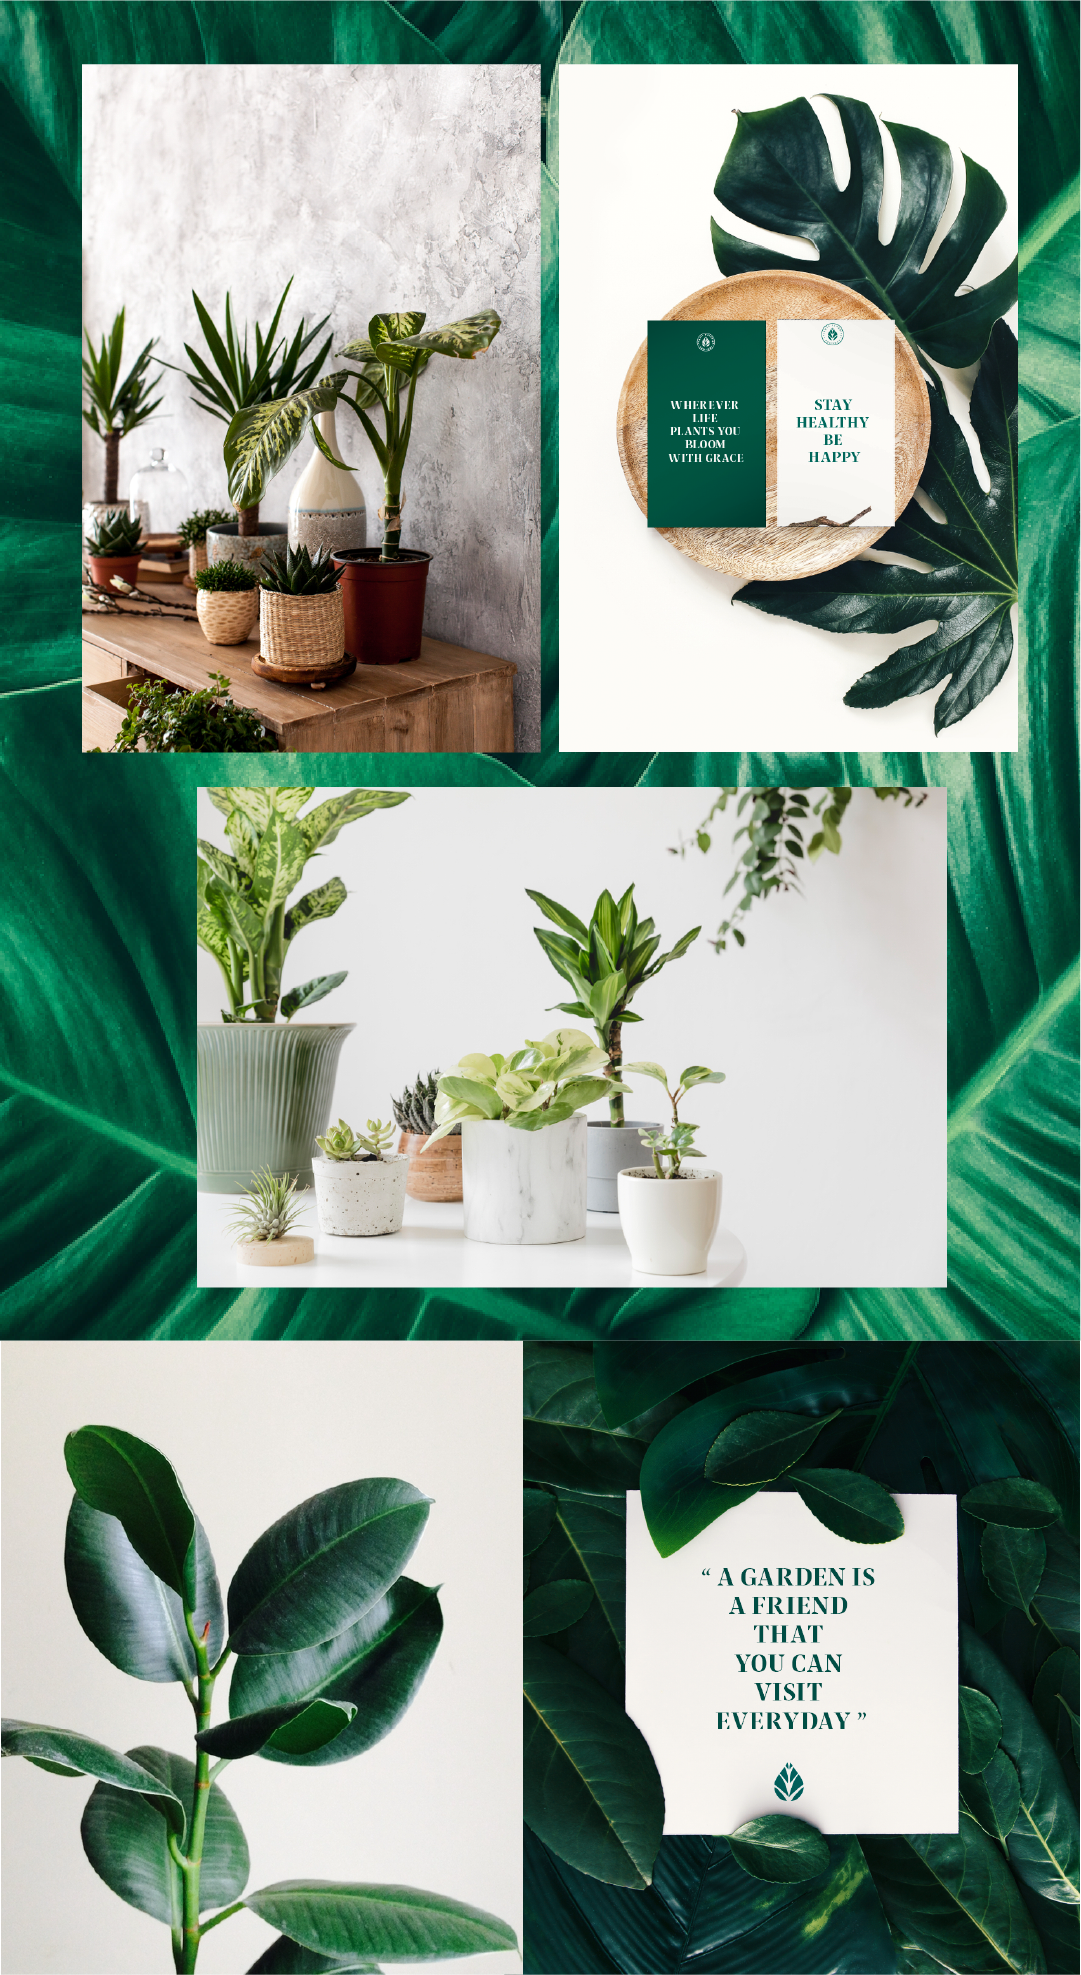 WHEREVER
LIFE
PLANTS YOU
BLOOM
WITH GRACE
STAY
HEALTHY
BE
HAPPY
“ A GARDEN IS
A FRIEND
THAT
YOU CAN
VISIT
EVERYDAY ”